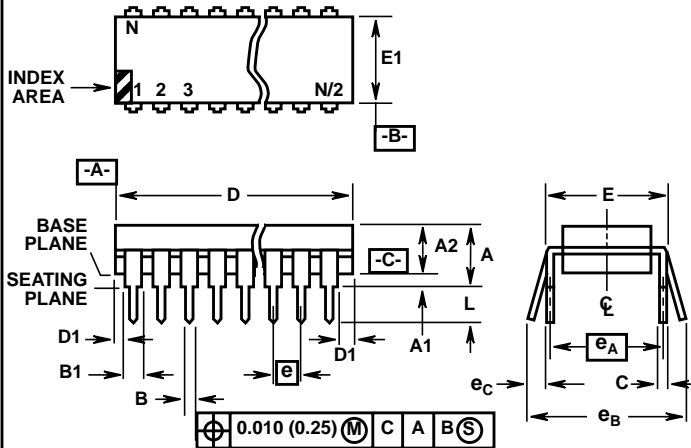 N
INDEX
AREA
1 2 3 N/2
E1
-B-
-A-
D
E
BASE
PLANE
A2
A
-C-
SEATING
PLANE
L
D1
B1
A1
D1
e
B
eA
eC
C
eB
0.010 (0.25) M C A B S
CL